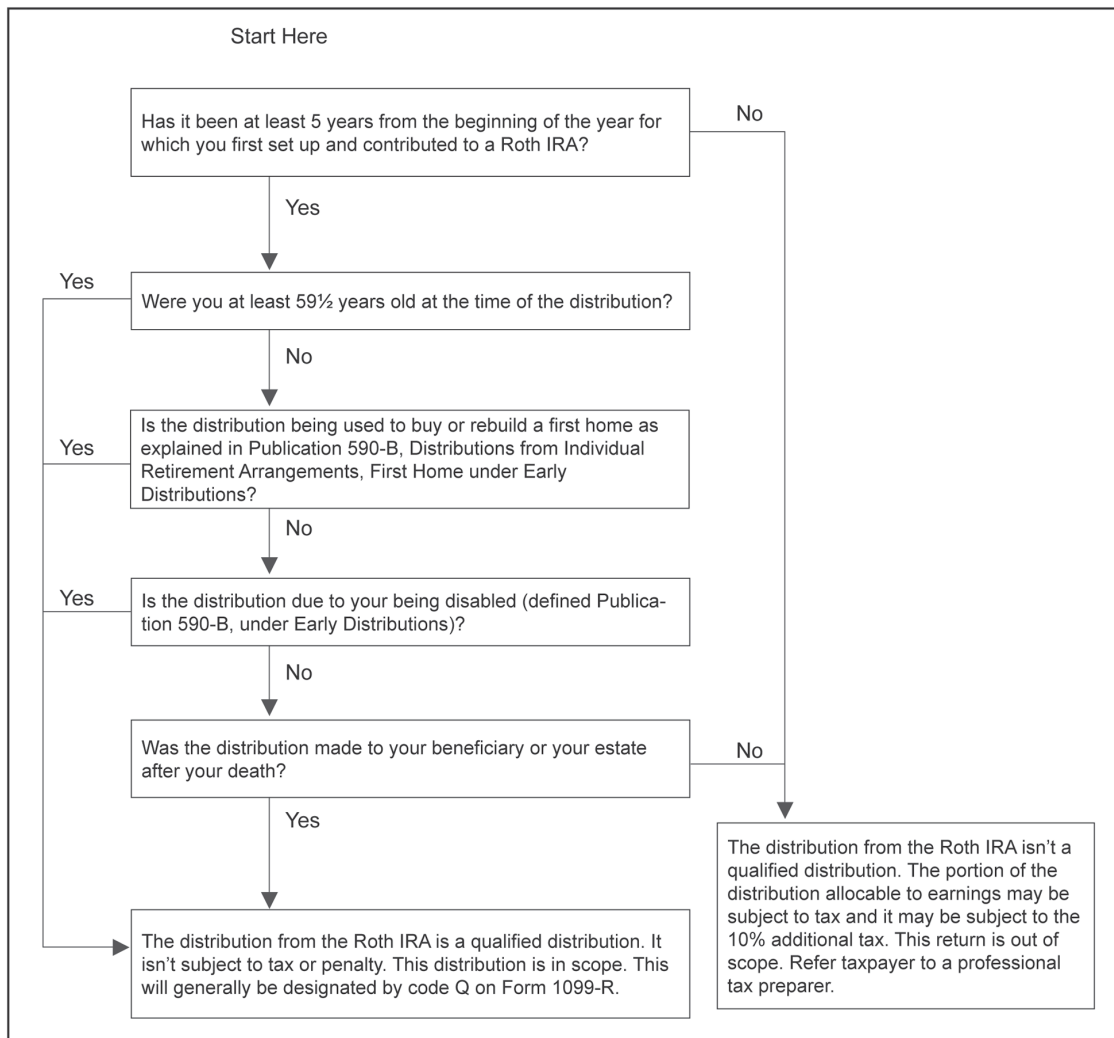 Start Here
Has it been at least 5 years from the beginning of the year for
which you first set up and contributed to a Roth IRA?
No
Yes
Yes
Were you at least 59½ years old at the time of the distribution?
No
Yes
Is the distribution being used to buy or rebuild a first home as
explained in Publication 590-B, Distributions from Individual
Retirement Arrangements, First Home under Early
Distributions?
No
Yes
Is the distribution due to your being disabled (defined Publica-
tion 590-B, under Early Distributions)?
No
Was the distribution made to your beneficiary or your estate
after your death?
No
Yes
The distribution from the Roth IRA isn’t a
qualified distribution. The portion of the
distribution allocable to earnings may be
subject to tax and it may be subject to the
10% additional tax. This return is out of
scope. Refer taxpayer to a professional
tax preparer.
The distribution from the Roth IRA is a qualified distribution. It
isn’t subject to tax or penalty. This distribution is in scope. This
will generally be designated by code Q on Form 1099-R.